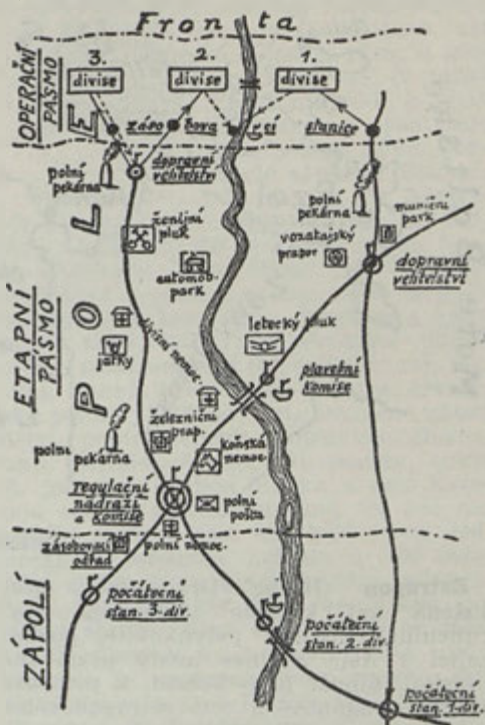 Fronta
3. 2. 1.
divise divise divise
OPERAČNÍ
PÁSMO
zásobovací stanice
polní
pekárna
dopravní
velitelství
ženijní
pluk
polní
pekárna
muniční
park
vozatajský
prapor
dopravní
velitelství
automob.
park
ETAPNÍ
PÁSMO
POLE
jatky
divisní nemoc.
letecký pluk
plavební
komise
železniční
prap.
polní
pekárna
koňská
nemoc.
regulační
nádraží
a komise
polní
pošta
zásobovací
oddíl
polní nemoc.
ZÁPOLÍ
počáteční
stan. 3. div.
počáteční
stan. 2. div.
počáteční
stan. 1. div.